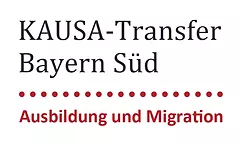 KAUSA-Transfer
Bayern Süd
Ausbildung und Migration